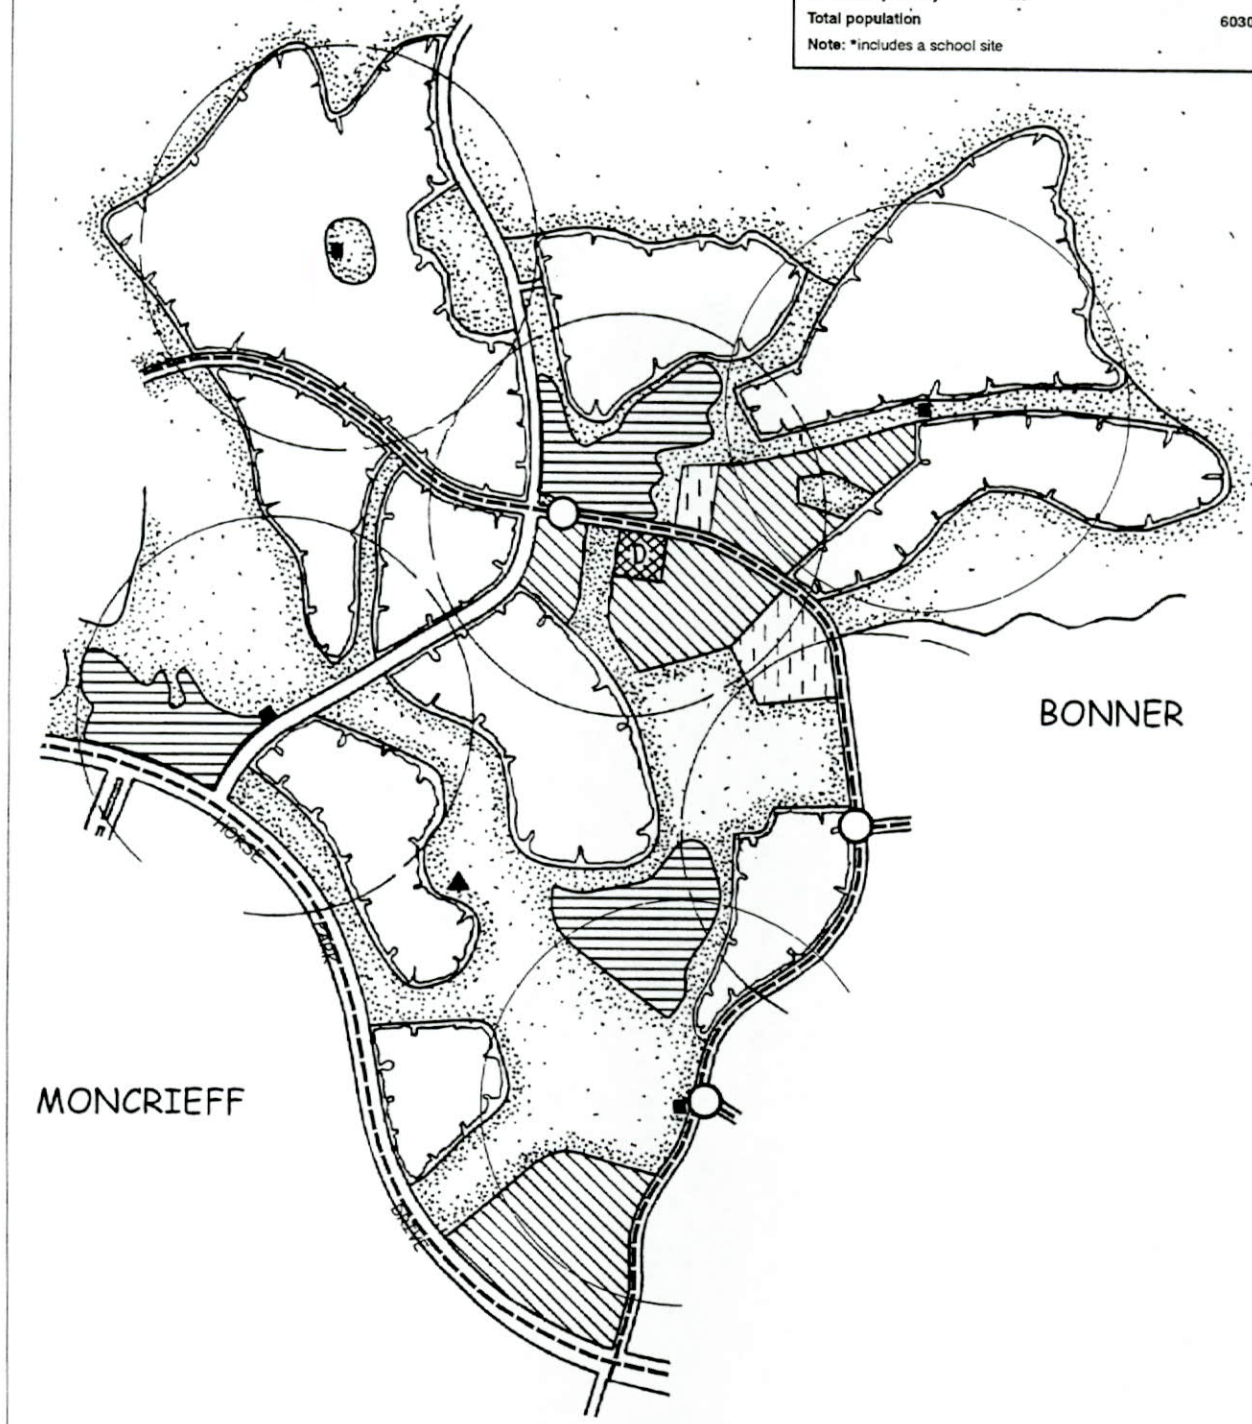 Total population 6030
Note: *includes a school site
D
BONNER
HORSE
PARK
DRIVE
MONCRIEFF